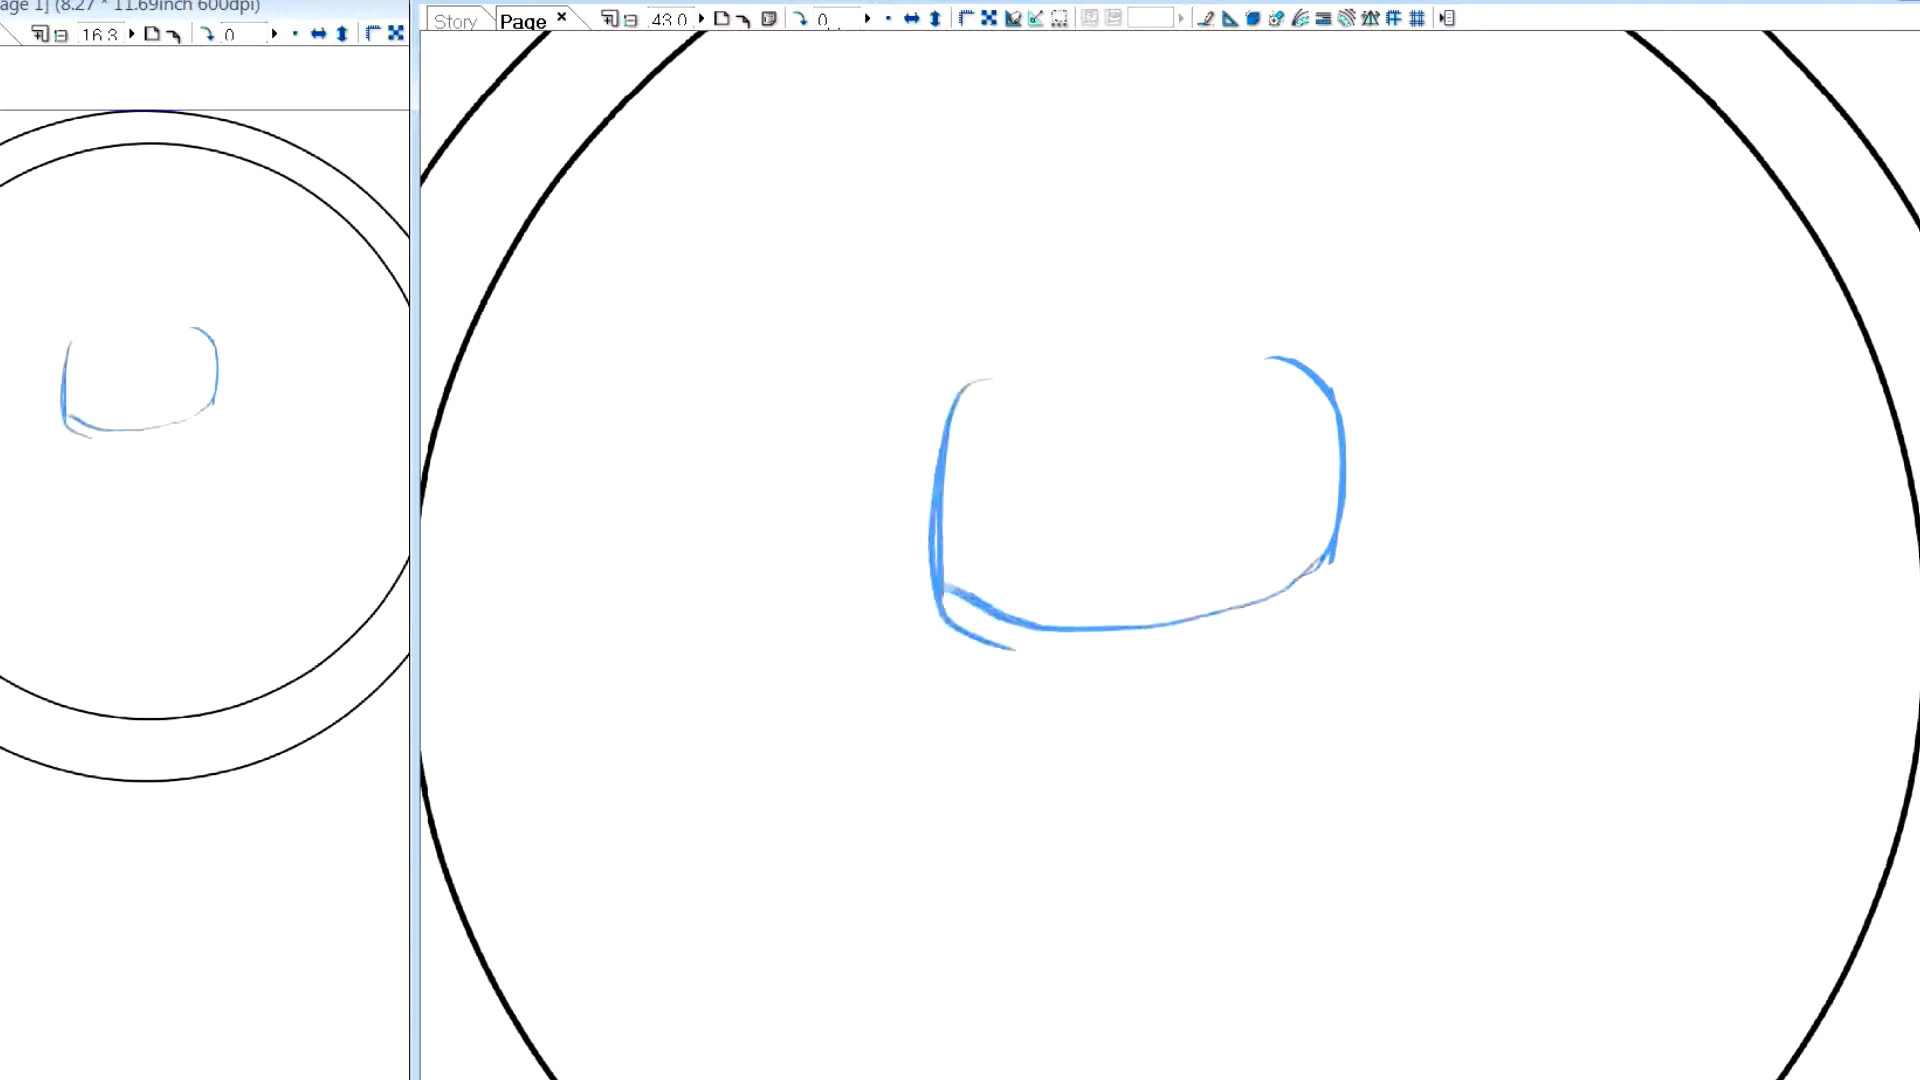 age 1] (8.27 * 11.69inch 600dpi)
16.3
0
Story
Page
43.0
0